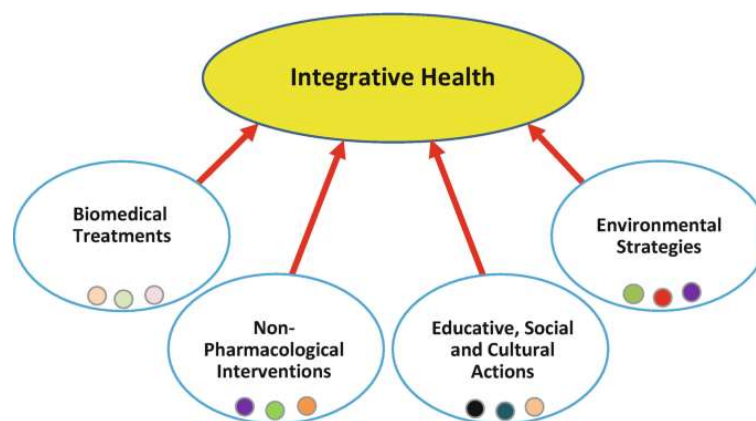 Integrative Health
Biomedical
Treatments
Environmental
Strategies
Non-
Pharmacological
Interventions
Educative, Social
and Cultural
Actions